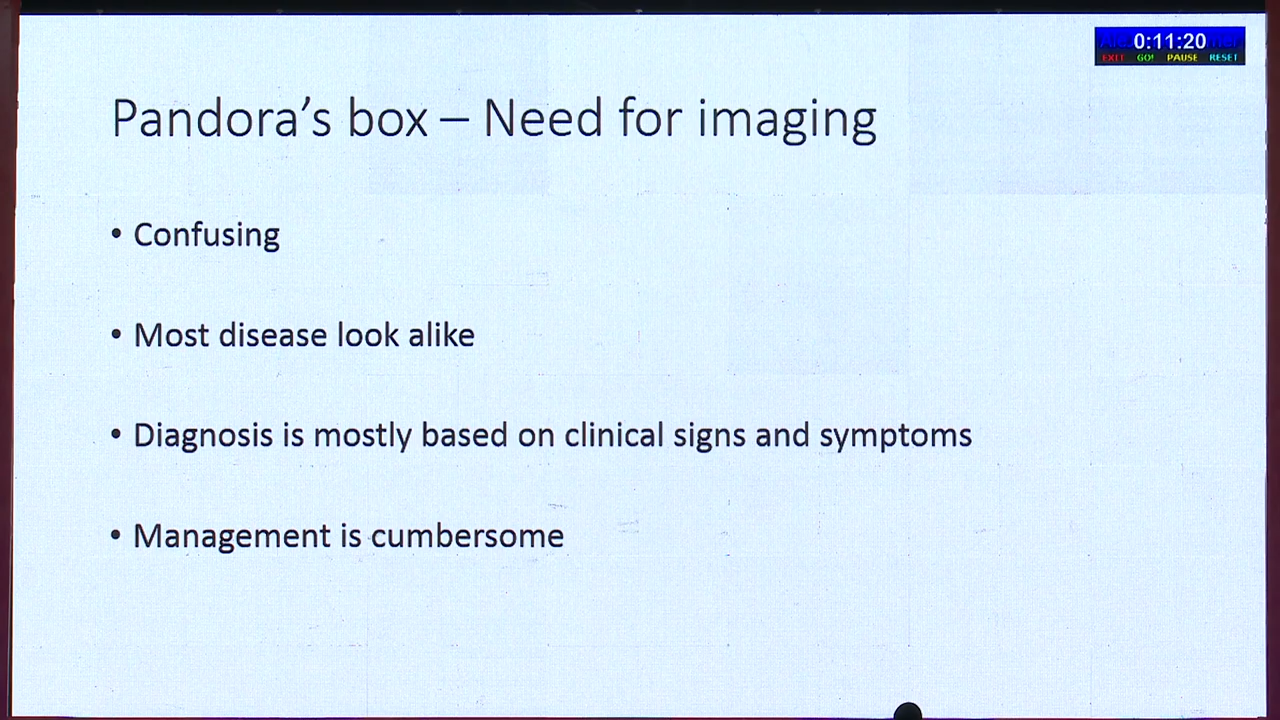 0:11:20
EXIT GO! PAUSE RESET
Pandora's box – Need for imaging
• Confusing
• Most disease look alike
• Diagnosis is mostly based on clinical signs and symptoms
• Management is cumbersome